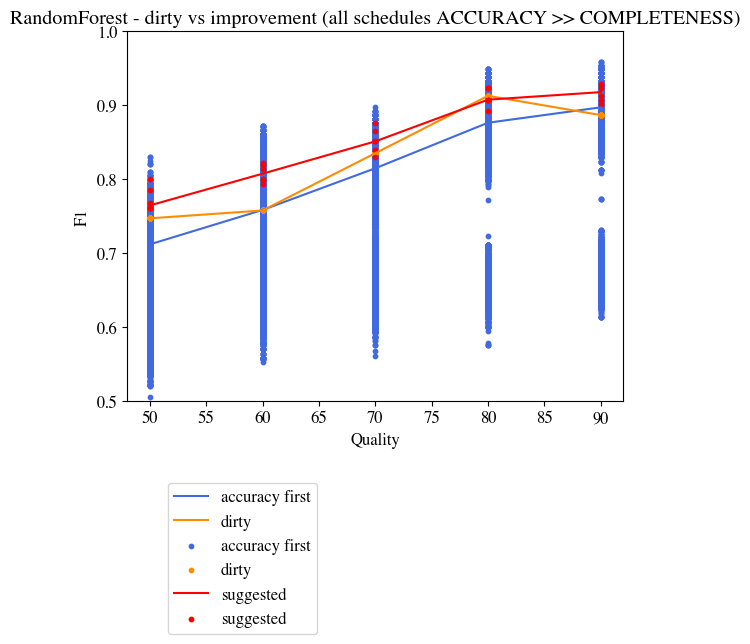 RandomForest - dirty vs improvement (all schedules ACCURACY >> COMPLETENESS)
1.0
0.9
0.8
0.7
0.6
0.5
F1
50 55 60 65 70 75 80 85 90
Quality
accuracy first
dirty
accuracy first
dirty
suggested
suggested